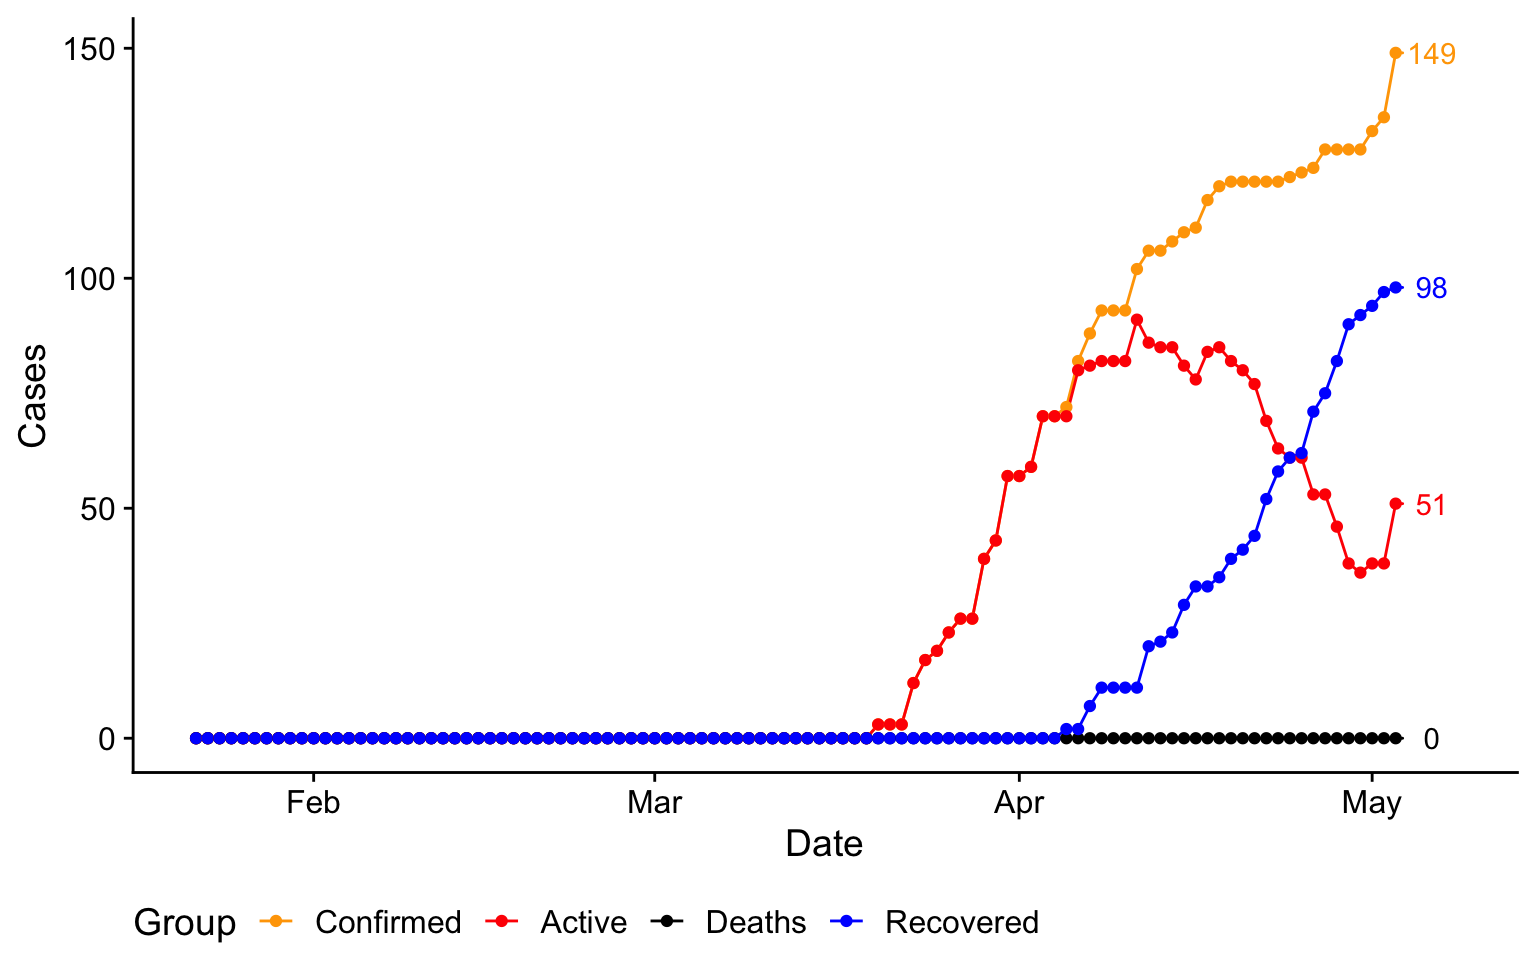 150
149
100
98
Cases
50
51
0
0
Feb Mar Apr May
Date
Group Confirmed Active Deaths Recovered